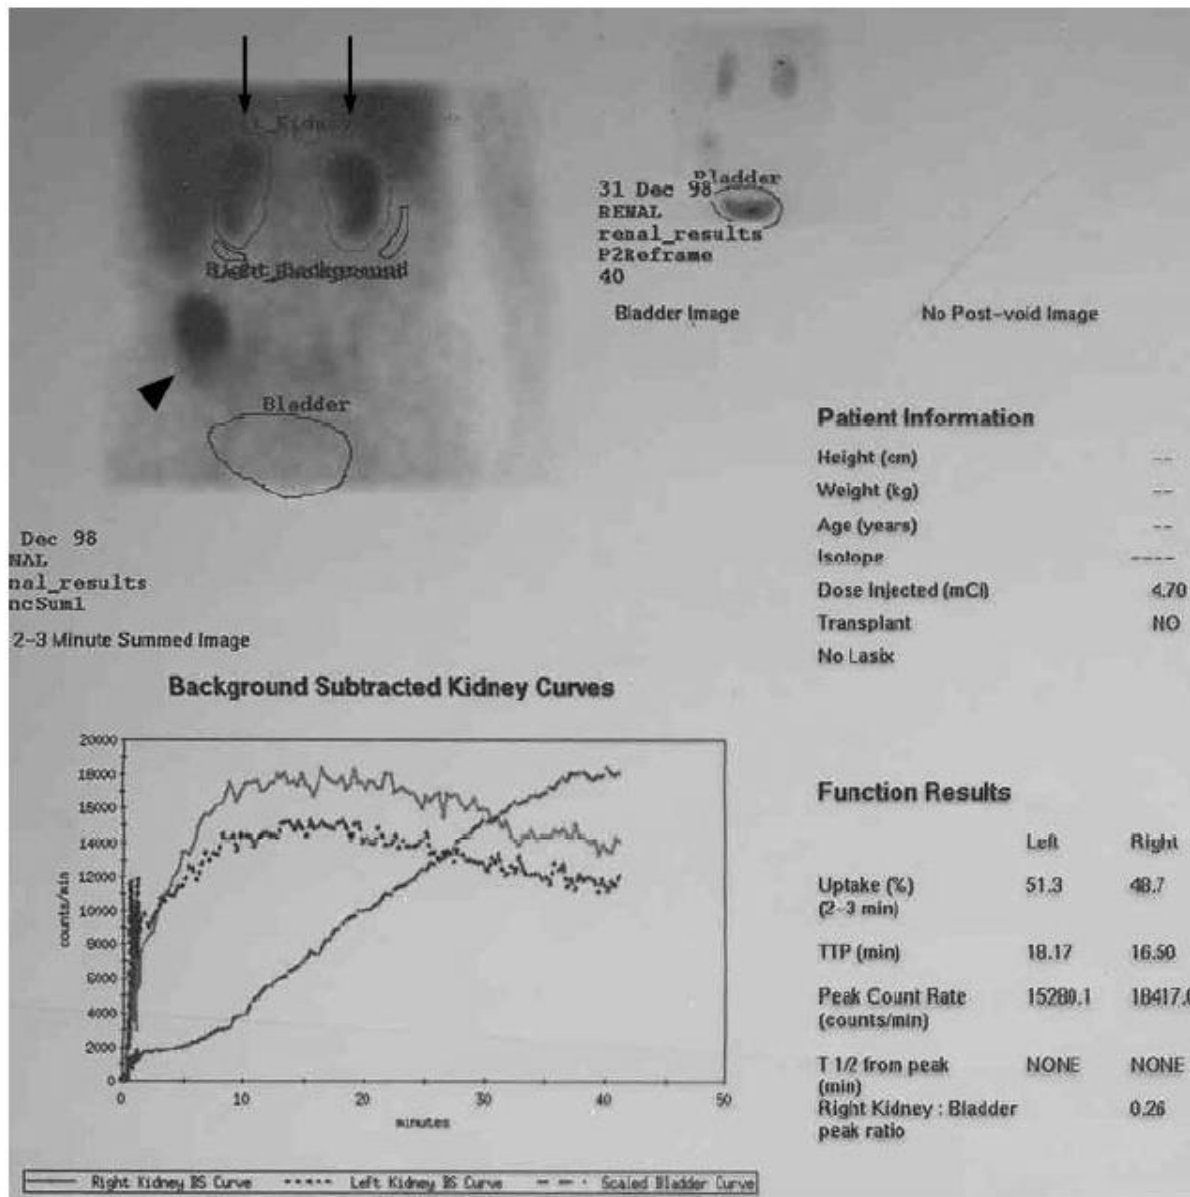 Kidney
Right Background
Bladder
Dec 98
NAL
nal_results
ncSum1
2-3 Minute Summed Image
Bladder
31 Dec 98
RENAL
renal_results
P2Reframe
40
Bladder Image
No Post-void Image
Patient Information
Height (cm) --
Weight (kg) --
Age (years) --
Isotope ----
Dose Injected (mCi) 4.70
Transplant NO
No Lasix
Background Subtracted Kidney Curves
20000
18000
16000
14000
12000
10000
8000
6000
4000
2000
0
counts/min
0 10 20 30 40 50
minutes
Right Kidney BS Curve Left Kidney BS Curve Scaled Bladder Curve
Function Results
Left Right
Uptake (%) 51.3 48.7
(2-3 min)
TTP (min) 18.17 16.50
Peak Count Rate 15280.1 18417.
(counts/min)
T 1/2 from peak NONE NONE
(min)
Right Kidney : Bladder 0.26
peak ratio